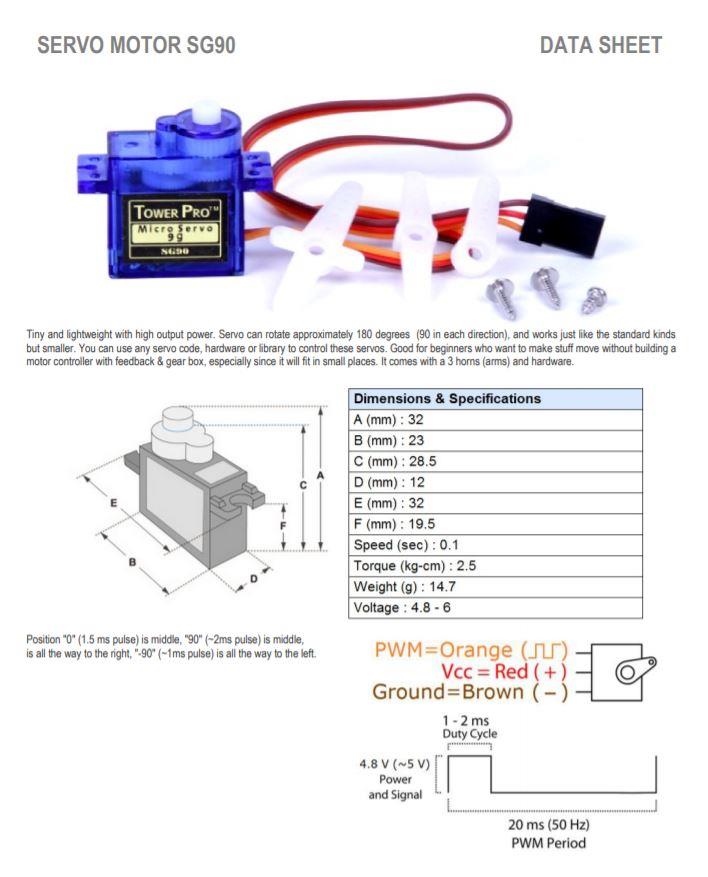 SERVO MOTOR SG90
DATA SHEET
TOWER PRO™
Micro Servo
9g
SG90
Tiny and lightweight with high output power. Servo can rotate approximately 180 degrees (90 in each direction), and works just like the standard kinds
but smaller. You can use any servo code, hardware or library to control these servos. Good for beginners who want to make stuff move without building a
motor controller with feedback & gear box, especially since it will fit in small places. It comes with a 3 horns (arms) and hardware.
A
C
E
F
B
D
Dimensions & Specifications
A (mm) : 32
B (mm) : 23
C (mm) : 28.5
D (mm) : 12
E (mm) : 32
F (mm) : 19.5
Speed (sec) : 0.1
Torque (kg-cm) : 2.5
Weight (g) : 14.7
Voltage : 4.8 - 6
Position "0" (1.5 ms pulse) is middle, "90" (~2ms pulse) is middle,
is all the way to the right, "-90" (~1ms pulse) is all the way to the left.
PWM=Orange (⎍⎍)
Vcc = Red ( + )
Ground=Brown ( − )
1 - 2 ms
Duty Cycle
4.8 V (~5 V)
Power
and Signal
20 ms (50 Hz)
PWM Period